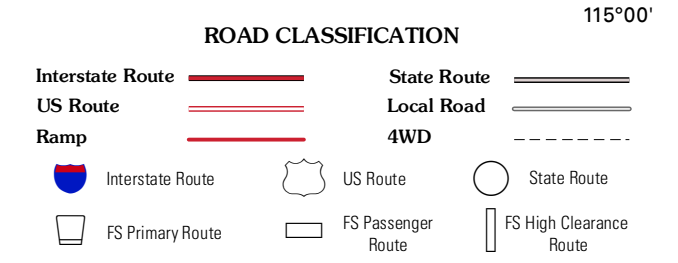 115°00'
ROAD CLASSIFICATION
Interstate Route
State Route
US Route
Local Road
Ramp
4WD
Interstate Route
US Route
State Route
FS Primary Route
FS Passenger
Route
FS High Clearance
Route